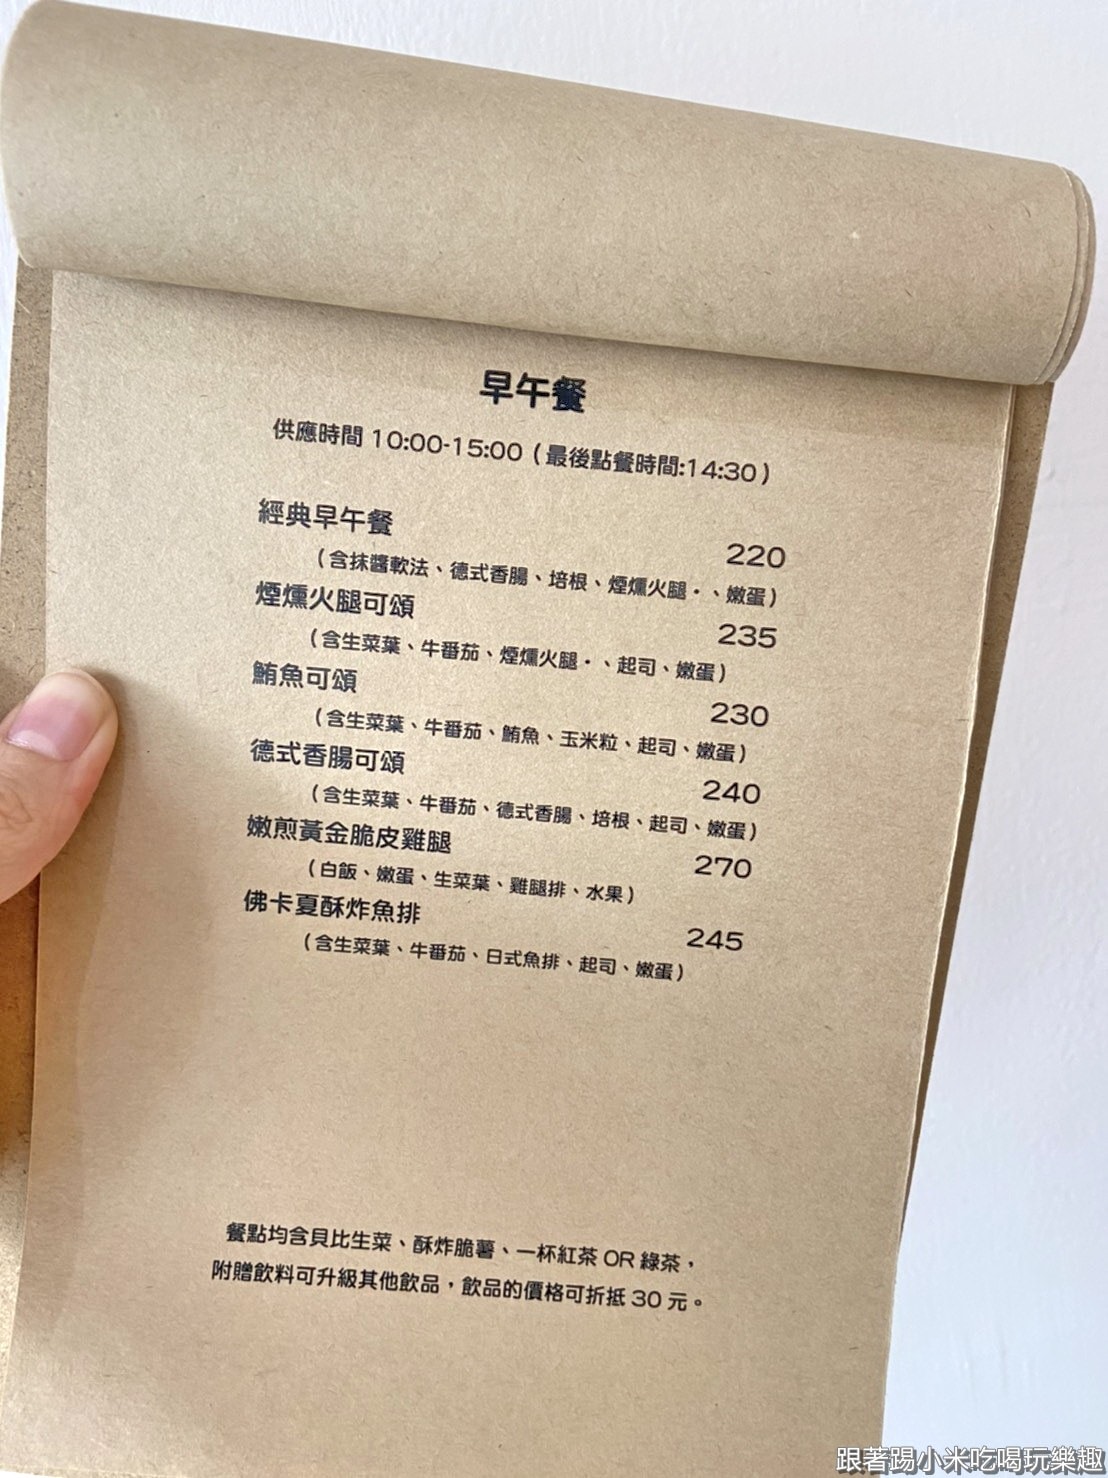 早午餐
供應時間 10:00-15:00（最後點餐時間:14:30）
經典早午餐 220
（含抹醬軟法、德式香腸、培根、煙燻火腿・、嫩蛋）
煙燻火腿可頌 235
（含生菜葉、牛番茄、煙燻火腿・、起司、嫩蛋）
鮪魚可頌 230
（含生菜葉、牛番茄、鮪魚、玉米粒、起司、嫩蛋）
德式香腸可頌 240
（含生菜葉、牛番茄、德式香腸、培根、起司、嫩蛋）
嫩煎黃金脆皮雞腿 270
（白飯、嫩蛋、生菜葉、雞腿排、水果）
佛卡夏酥炸魚排 245
（含生菜葉、牛番茄、日式魚排、起司、嫩蛋）
餐點均含貝比生菜、酥炸脆薯、一杯紅茶 OR 綠茶，
附贈飲料可升級其他飲品，飲品的價格可折抵 30 元。
跟著踢小米吃喝玩樂趣